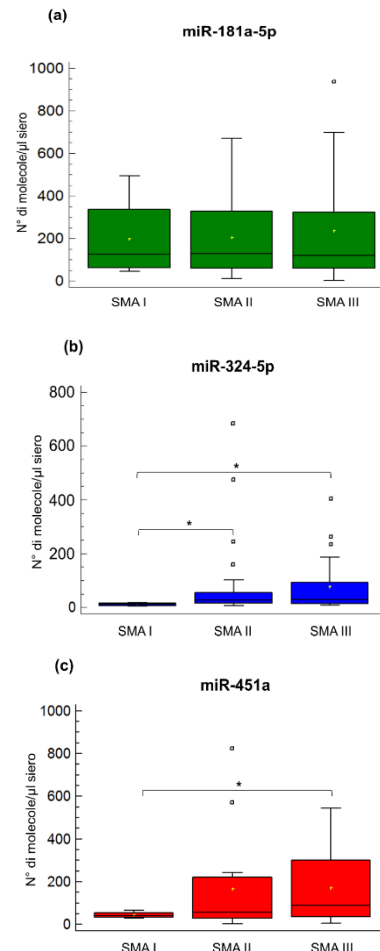 (a)
miR-181a-5p
N° di molecole/µl siero
1000
800
600
400
200
0
SMA I SMA II SMA III
(b)
miR-324-5p
N° di molecole/µl siero
800
600
400
200
0
*
*
SMA I SMA II SMA III
(c)
miR-451a
N° di molecole/µl siero
1000
800
600
400
200
0
*
SMA I SMA II SMA III